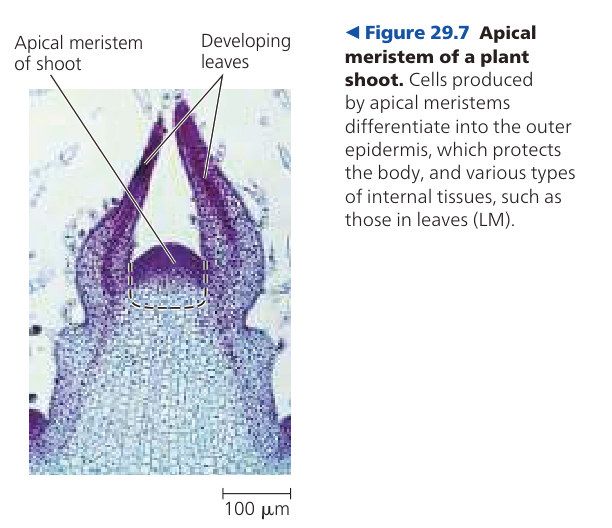 Apical meristem
of shoot
Developing
leaves
◄ Figure 29.7 Apical
meristem of a plant
shoot. Cells produced
by apical meristems
differentiate into the outer
epidermis, which protects
the body, and various types
of internal tissues, such as
those in leaves (LM).
100 μm